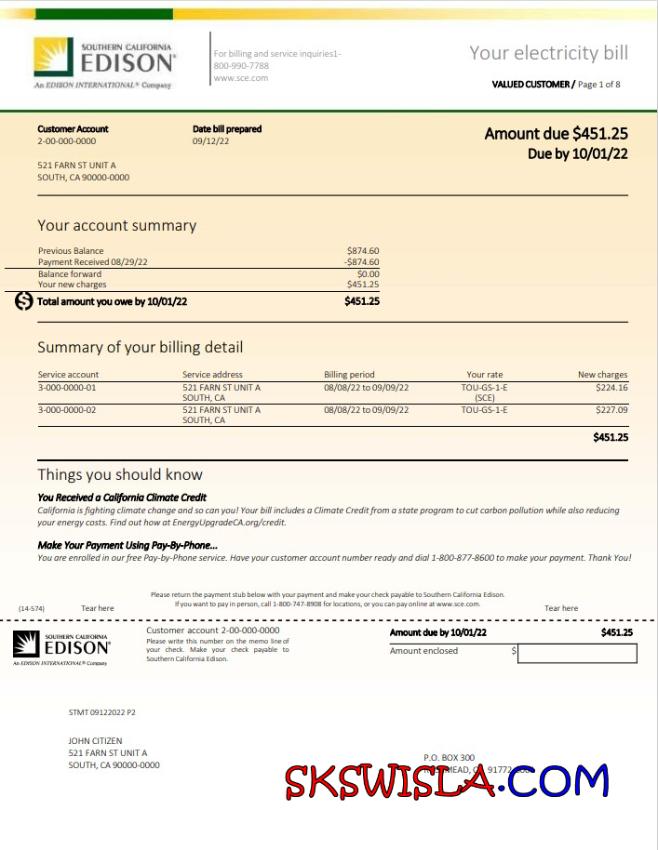 SOUTHERN CALIFORNIA
EDISON®
An EDISON INTERNATIONAL® Company
For billing and service inquiries1-
800-990-7788
www.sce.com
Your electricity bill
VALUED CUSTOMER / Page 1 of 8
Customer Account
2-00-000-0000
Date bill prepared
09/12/22
Amount due $451.25
Due by 10/01/22
521 FARN ST UNIT A
SOUTH, CA 90000-0000
Your account summary
Previous Balance $874.60
Payment Received 08/29/22 -$874.60
Balance forward $0.00
Your new charges $451.25
Total amount you owe by 10/01/22 $451.25
Summary of your billing detail
Service account Service address Billing period Your rate New charges
3-000-0000-01 521 FARN ST UNIT A 08/08/22 to 09/09/22 TOU-GS-1-E $224.16
SOUTH, CA (SCE)
3-000-0000-02 521 FARN ST UNIT A 08/08/22 to 09/09/22 TOU-GS-1-E $227.09
SOUTH, CA
$451.25
Things you should know
You Received a California Climate Credit
California is fighting climate change and so can you! Your bill includes a Climate Credit from a state program to cut carbon pollution while also reducing
your energy costs. Find out how at EnergyUpgradeCA.org/credit.
Make Your Payment Using Pay-By-Phone...
You are enrolled in our free Pay-by-Phone service. Have your customer account number ready and dial 1-800-877-8600 to make your payment. Thank You!
Please return the payment stub below with your payment and make your check payable to Southern California Edison.
If you want to pay in person, call 1-800-747-8908 for locations, or you can pay online at www.sce.com.
(14-574) Tear here Tear here
SOUTHERN CALIFORNIA
EDISON®
An EDISON INTERNATIONAL® Company
Customer account 2-00-000-0000
Please write this number on the memo line of
your check. Make your check payable to
Southern California Edison.
Amount due by 10/01/22 $451.25
Amount enclosed $
STMT 09122022 P2
JOHN CITIZEN
521 FARN ST UNIT A
SOUTH, CA 90000-0000
P.O. BOX 300
91772
SKSWISLA.COM